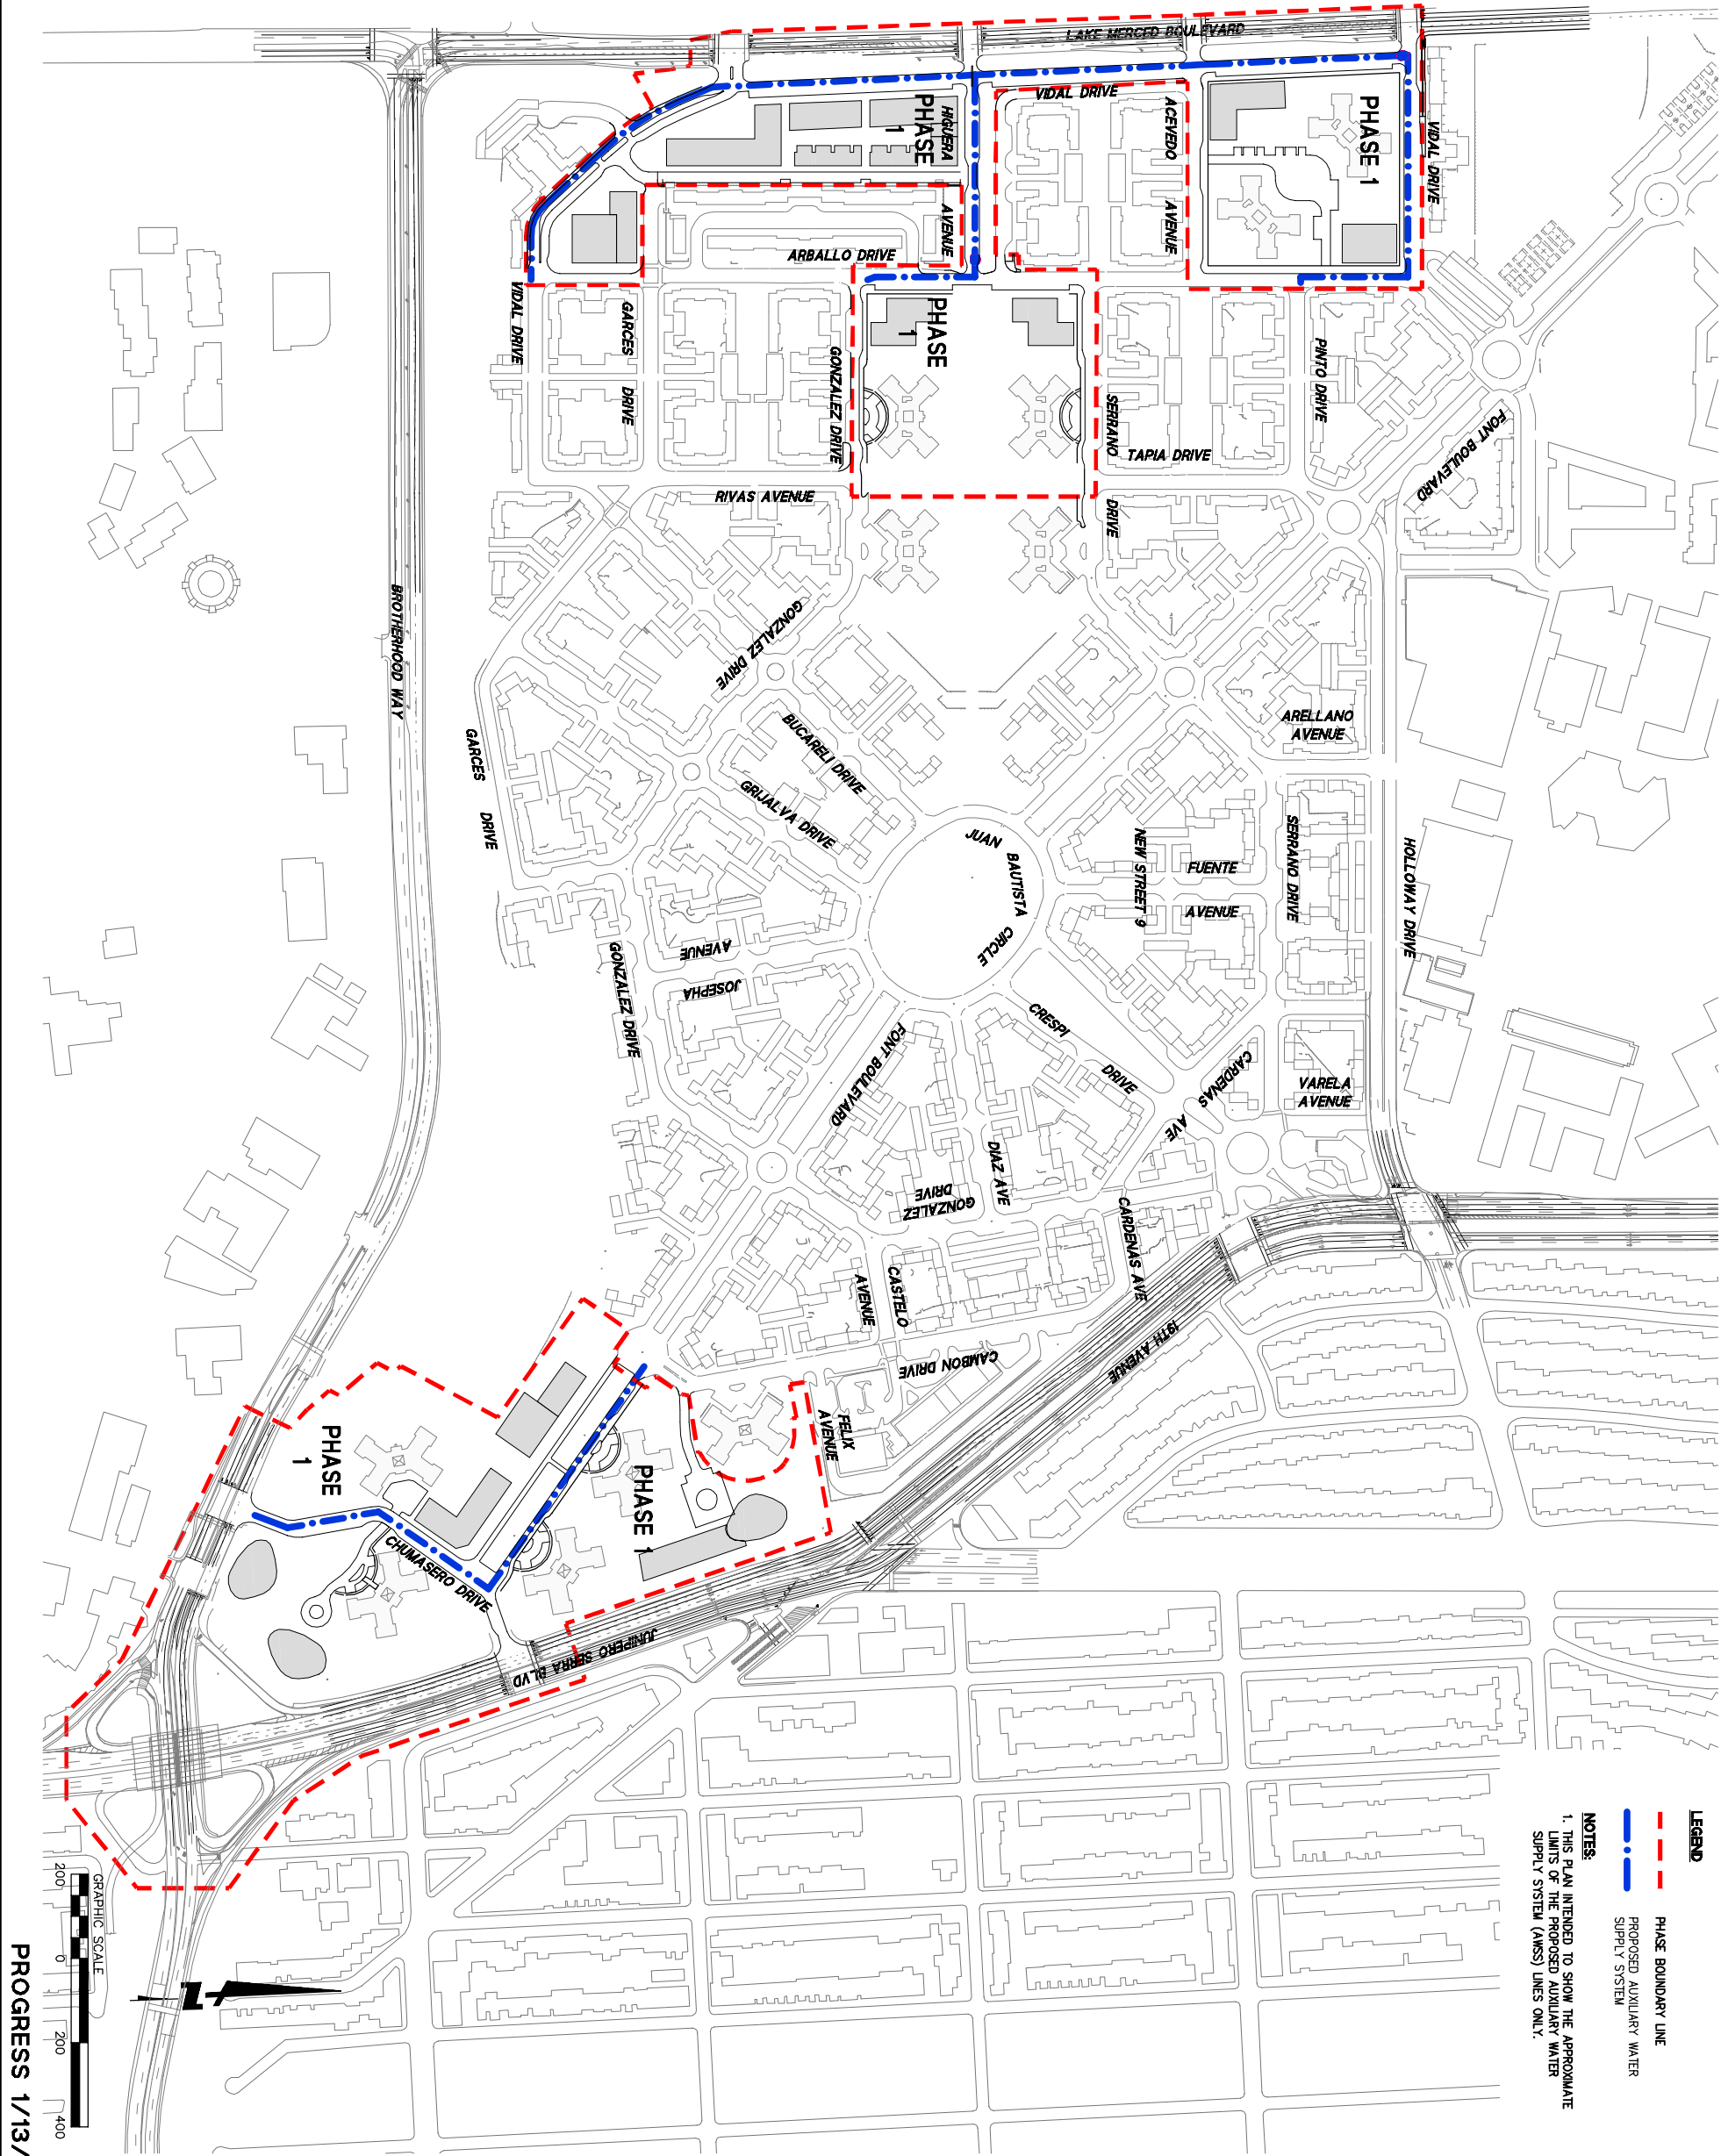 LAKE MERCED BOULEVARD
VIDAL DRIVE
ACEVEDO
AVENUE
PHASE 1
VIDAL DRIVE
PHASE
1
HIGUERA
AVENUE
ARBALLO DRIVE
VIDAL DRIVE
GARCES
DRIVE
GONZALEZ DRIVE
PHASE
1
SERRANO
DRIVE
TAPIA DRIVE
PINTO DRIVE
FONT BOULEVARD
RIVAS AVENUE
BROTHERHOOD WAY
GONZALEZ DRIVE
ARELLANO
AVENUE
GARCES
DRIVE
BUCARELI DRIVE
GRIJALVA DRIVE
JUAN
BAUTISTA
CIRCLE
NEW STREET 9
FUENTE
AVENUE
SERRANO DRIVE
HOLLOWAY DRIVE
AVENUE
JOSEPHA
GONZALEZ DRIVE
FONT BOULEVARD
CRESPI
DRIVE
CARDENAS
AVE
VARELA
AVENUE
DIAZ AVE
GONZALEZ
DRIVE
CARDENAS AVE
CASTELO
AVENUE
CAMBON DRIVE
19TH AVENUE
FELIX
AVENUE
PHASE
1
PHASE
1
CHUMASERO DRIVE
JUNIPERO SERRA BLVD
LEGEND
PHASE BOUNDARY LINE
PROPOSED AUXILIARY WATER
SUPPLY SYSTEM
NOTES:
1. THIS PLAN INTENDED TO SHOW THE APPROXIMATE
LIMITS OF THE PROPOSED AUXILIARY WATER
SUPPLY SYSTEM (AWSS) LINES ONLY.
GRAPHIC SCALE
200 0 200 400
PROGRESS 1/13/